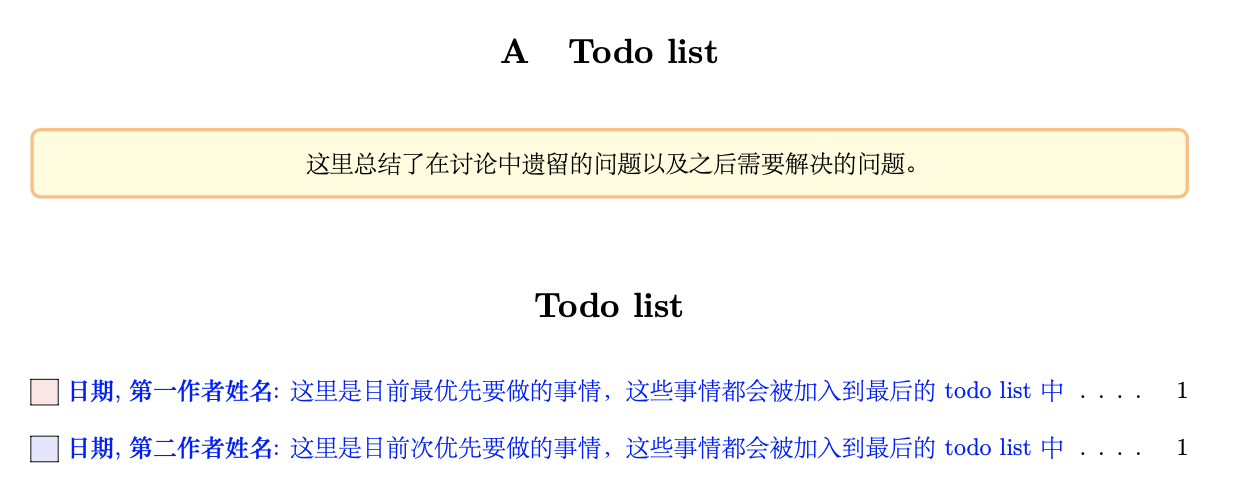 A Todo list
这里总结了在讨论中遗留的问题以及之后需要解决的问题。
Todo list
日期, 第一作者姓名: 这里是目前最优先要做的事情，这些事情都会被加入到最后的 todo list 中 . . . . 1
日期, 第二作者姓名: 这里是目前次优先要做的事情，这些事情都会被加入到最后的 todo list 中 . . . . 1